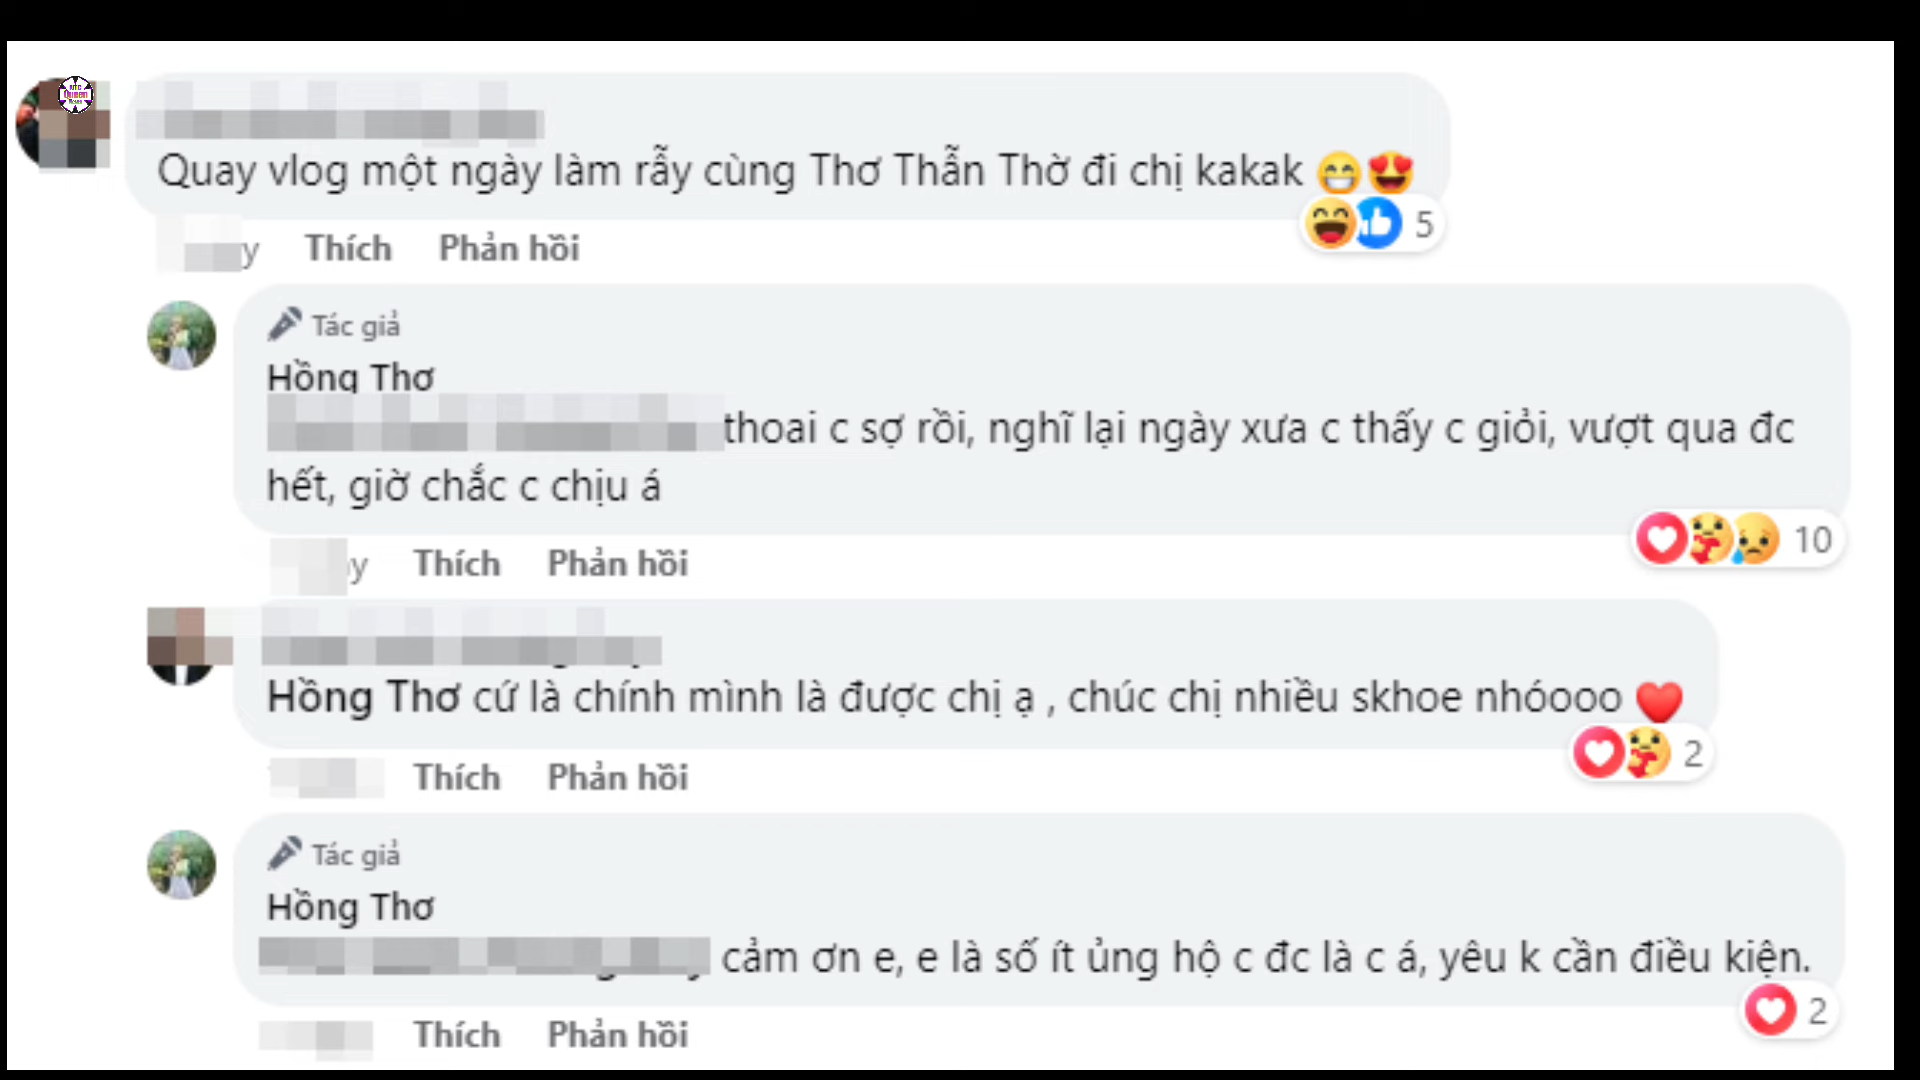 Quay vlog một ngày làm rẫy cùng Thơ Thẫn Thờ đi chị kakak 😁😍
5
y Thích Phản hồi
Tác giả
Hồng Thơ
thoai c sợ rồi, nghĩ lại ngày xưa c thấy c giỏi, vượt qua đc
hết, giờ chắc c chịu á
10
y Thích Phản hồi
Hồng Thơ cứ là chính mình là được chị ạ , chúc chị nhiều skhoe nhóooo ❤️
2
Thích Phản hồi
Tác giả
Hồng Thơ
cảm ơn e, e là số ít ủng hộ c đc là c á, yêu k cần điều kiện.
2
Thích Phản hồi